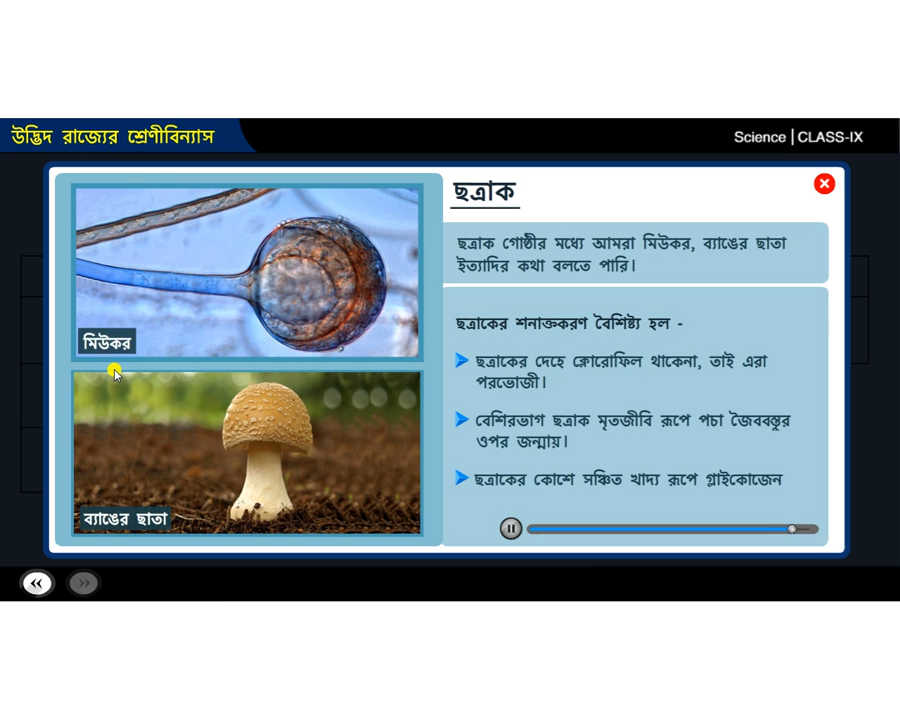 উদ্ভিদ রাজ্যের শ্রেণীবিন্যাস
Science | CLASS-IX
ছত্রাক
ছত্রাক গোষ্ঠীর মধ্যে আমরা মিউকর, ব্যাঙের ছাতা
ইত্যাদির কথা বলতে পারি।
মিউকর
ছত্রাকের শনাক্তকরণ বৈশিষ্ট্য হল -
ছত্রাকের দেহে ক্লোরোফিল থাকেনা, তাই এরা
পরভোজী।
বেশিরভাগ ছত্রাক মৃতজীবি রূপে পচা জৈববস্তুর
ওপর জন্মায়।
ছত্রাকের কোশে সঞ্চিত খাদ্য রূপে গ্লাইকোজেন
ব্যাঙের ছাতা